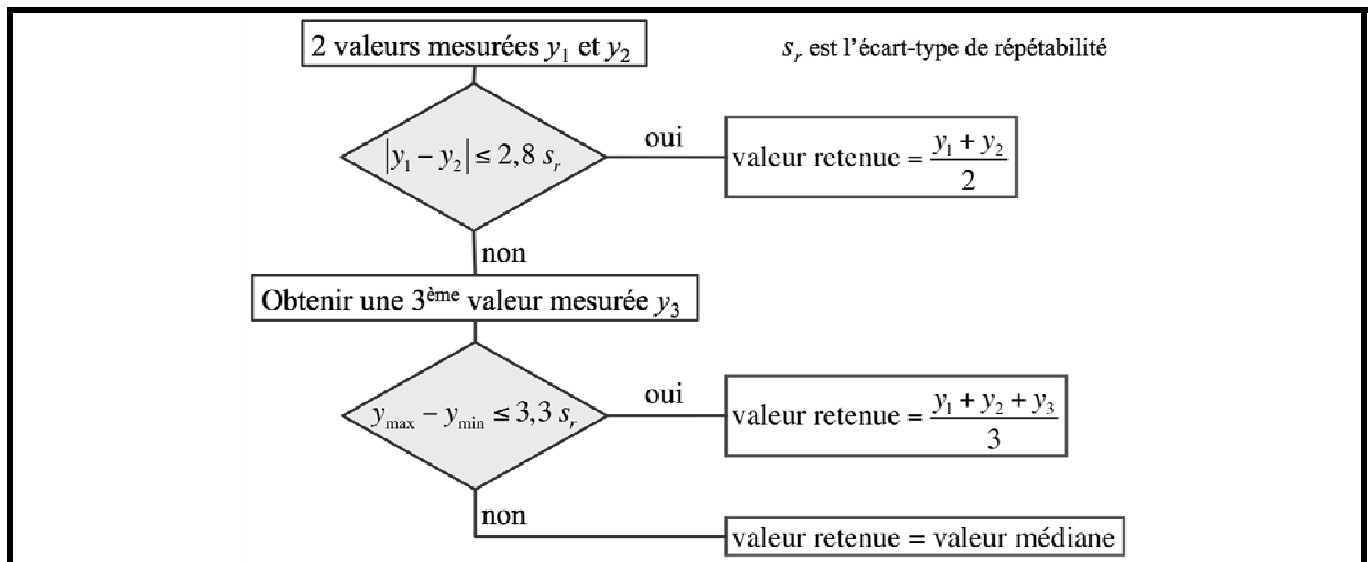 2 valeurs mesurées y₁ et y₂
sᵣ est l’écart-type de répétabilité
|y₁ − y₂| ≤ 2,8 sᵣ
oui
valeur retenue = (y₁ + y₂) / 2
non
Obtenir une 3ème valeur mesurée y₃
y_max − y_min ≤ 3,3 sᵣ
oui
valeur retenue = (y₁ + y₂ + y₃) / 3
non
valeur retenue = valeur médiane